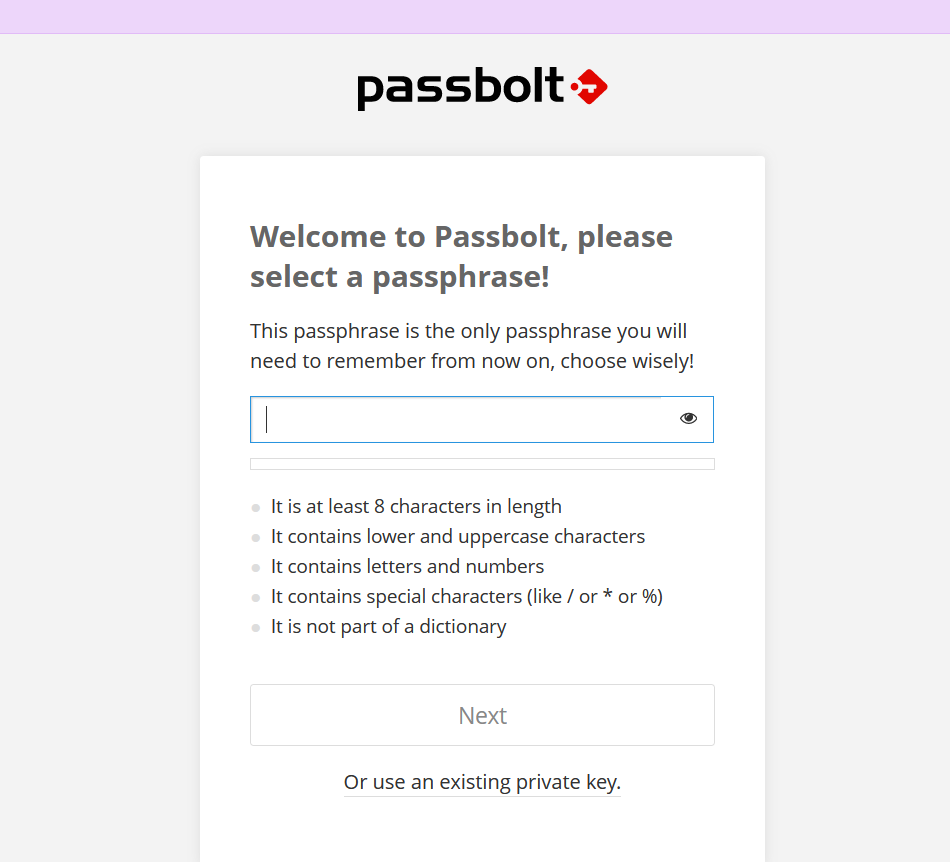 passbolt
Welcome to Passbolt, please
select a passphrase!
This passphrase is the only passphrase you will
need to remember from now on, choose wisely!
It is at least 8 characters in length
It contains lower and uppercase characters
It contains letters and numbers
It contains special characters (like / or * or %)
It is not part of a dictionary
Next
Or use an existing private key.